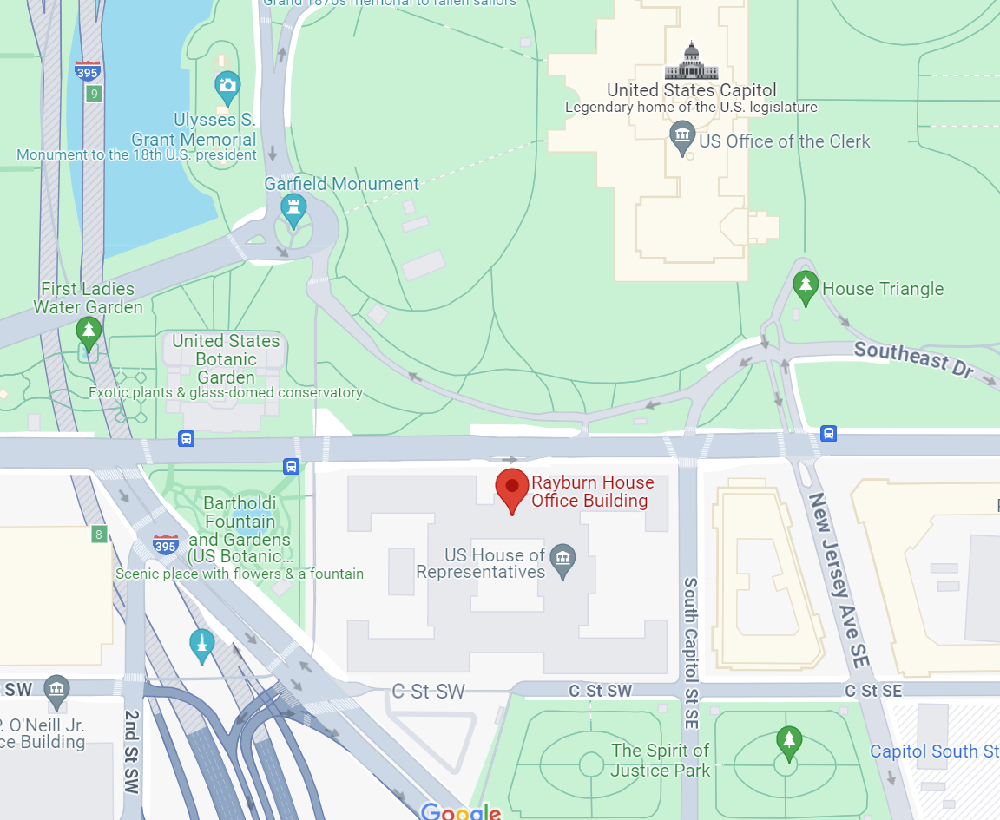 Grand 1870s memorial to fallen sailors
395
9
United States Capitol
Legendary home of the U.S. legislature
Ulysses S.
Grant Memorial
Monument to the 18th U.S. president
US Office of the Clerk
Garfield Monument
First Ladies
Water Garden
House Triangle
United States
Botanic
Garden
Exotic plants & glass-domed conservatory
Southeast Dr
Rayburn House
Office Building
Bartholdi
Fountain
and Gardens
(US Botanic...
Scenic place with flowers & a fountain
8
395
US House of
Representatives
New Jersey Ave SE
South Capitol St SE
SW
C St SW
C St SW
C St SE
P. O'Neill Jr.
ce Building
2nd St SW
The Spirit of
Justice Park
Capitol South St
Google